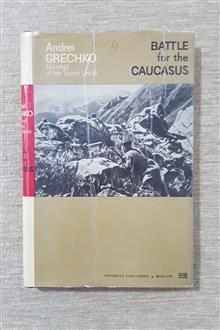 Andrei
GRECHKO
Marshal
of the Soviet Union
BATTLE
for the
CAUCASUS
PROGRESS PUBLISHERS • MOSCOW